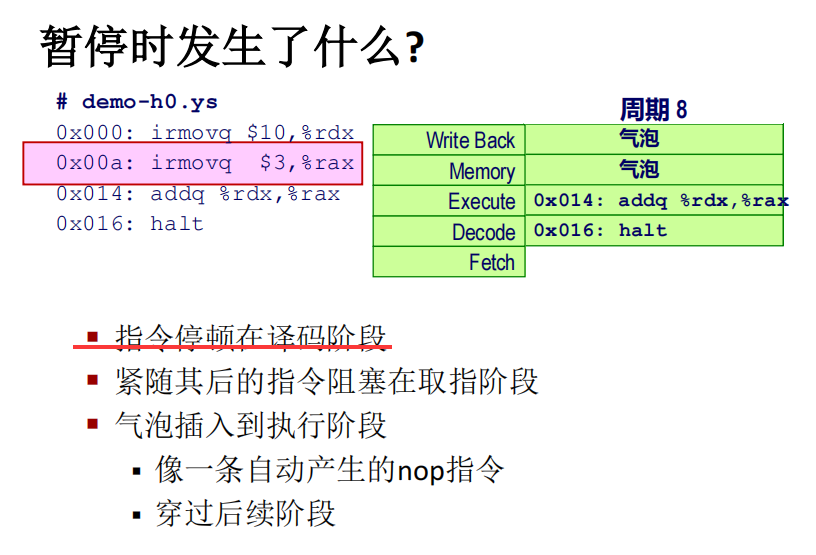 暂停时发生了什么?
# demo-h0.ys
0x000: irmovq $10,%rdx
0x00a: irmovq  $3,%rax
0x014: addq %rdx,%rax
0x016: halt
周期 8
Write Back 气泡
Memory 气泡
Execute 0x014: addq %rdx,%rax
Decode 0x016: halt
Fetch
指令停顿在译码阶段
紧随其后的指令阻塞在取指阶段
气泡插入到执行阶段
像一条自动产生的nop指令
穿过后续阶段